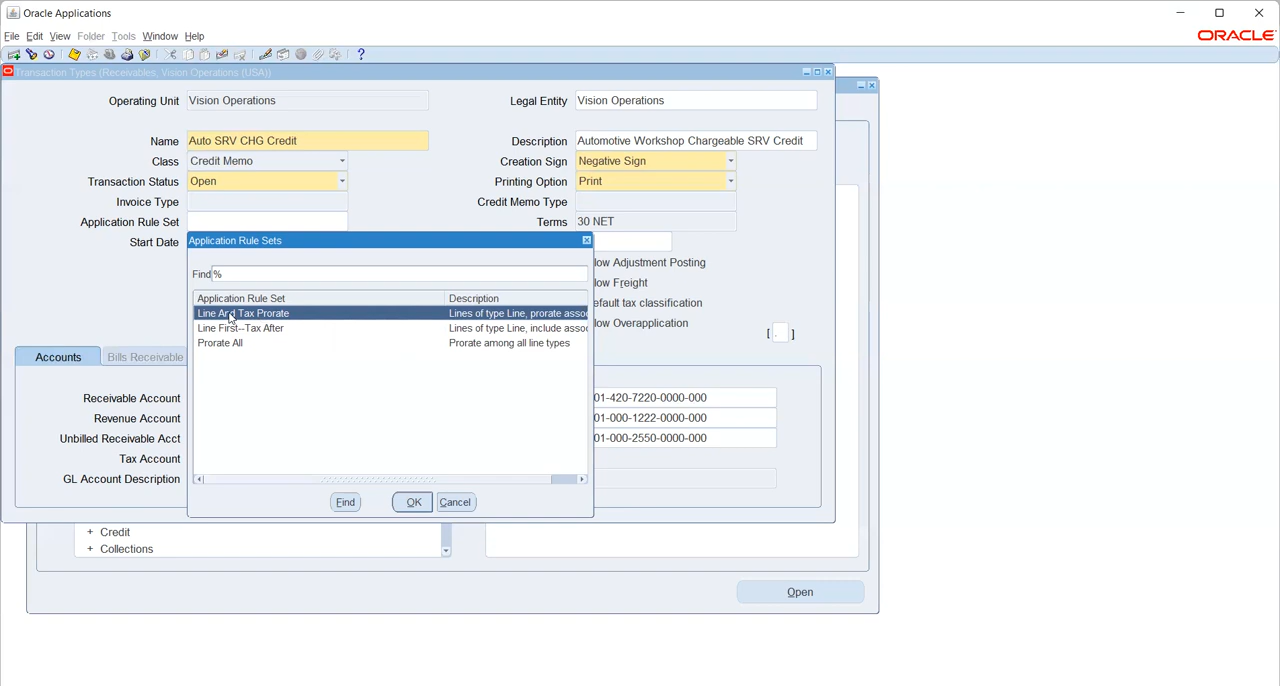 Oracle Applications
File Edit View Folder Tools Window Help
ORACLE
Transaction Types (Receivables, Vision Operations (USA))
Operating Unit Vision Operations Legal Entity Vision Operations
Name Auto SRV CHG Credit Description Automotive Workshop Chargeable SRV Credit
Class Credit Memo Creation Sign Negative Sign
Transaction Status Open Printing Option Print
Invoice Type Credit Memo Type
Application Rule Set Terms 30 NET
Start Date
Application Rule Sets
low Adjustment Posting
Find %
low Freight
Application Rule Set Description
efault tax classification
Line And Tax Prorate Lines of type Line, prorate asso
Line First--Tax After Lines of type Line, include assoc
low Overapplication
[ . ]
Prorate All Prorate among all line types
Accounts Bills Receivable
Receivable Account 01-420-7220-0000-000
Revenue Account 01-000-1222-0000-000
Unbilled Receivable Acct 01-000-2550-0000-000
Tax Account
GL Account Description
Find OK Cancel
+ Credit
+ Collections
Open